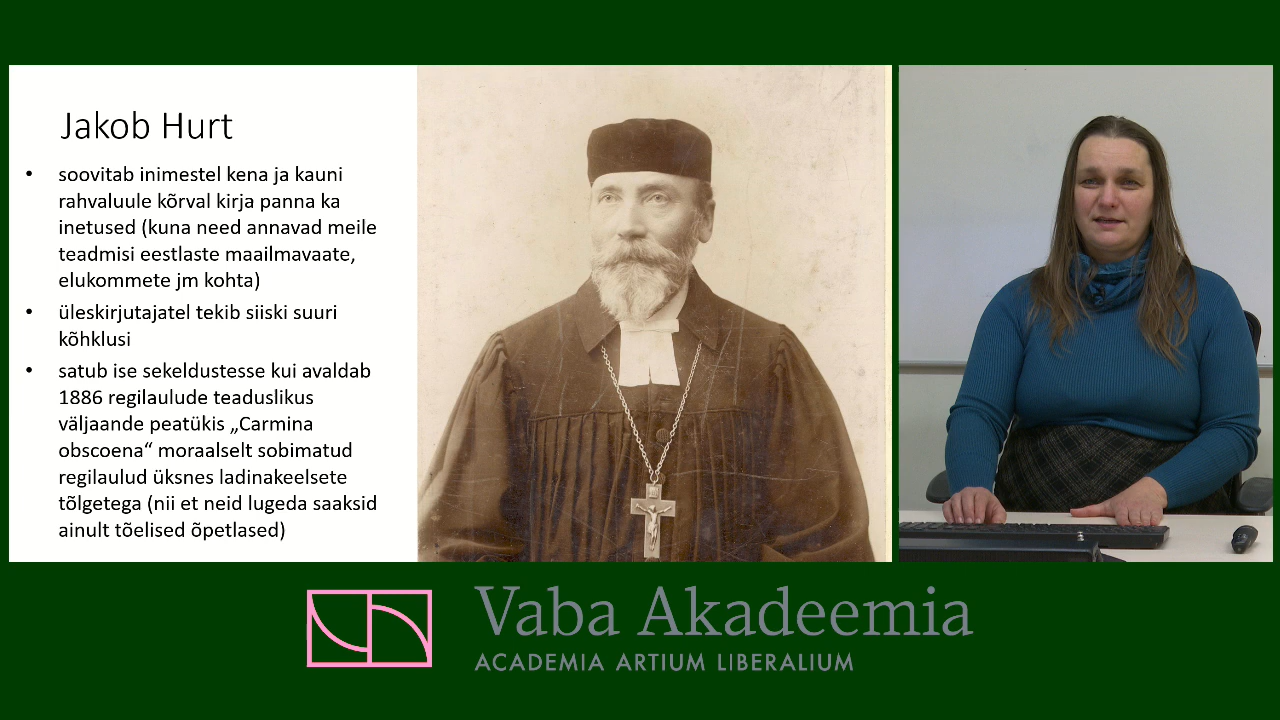 Jakob Hurt
• soovitab inimestel kena ja kauni
rahvaluule kõrval kirja panna ka
inetused (kuna need annavad meile
teadmisi eestlaste maailmavaate,
elukommete jm kohta)
• üleskirjutajatel tekib siiski suuri
kõhklusi
• satub ise sekeldustesse kui avaldab
1886 regilaulude teaduslikus
väljaande peatükis „Carmina
obscoena“ moraalselt sobimatud
regilaulud üksnes ladinakeelsete
tõlgetega (nii et neid lugeda saaksid
ainult tõelised õpetlased)
Vaba Akadeemia
ACADEMIA ARTIUM LIBERALIUM